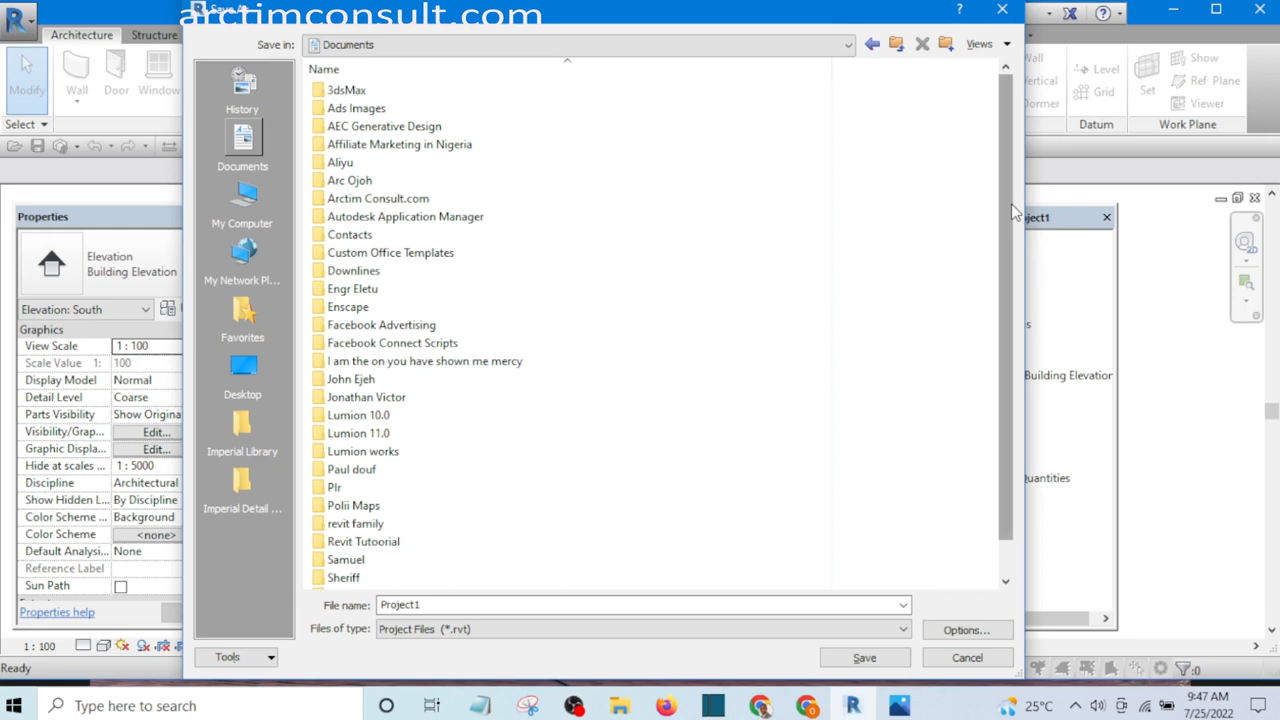 arctimconsult.com
Save As
?
Architecture
Structure
Save in:
Documents
Views
Modify
Wall
Door
Window
Select
Name
History
Documents
My Computer
My Network Pl...
Favorites
Desktop
Imperial Library
Imperial Detail ...
3dsMax
Ads Images
AEC Generative Design
Affiliate Marketing in Nigeria
Aliyu
Arc Ojoh
Arctim Consult.com
Autodesk Application Manager
Contacts
Custom Office Templates
Downlines
Engr Eletu
Enscape
Facebook Advertising
Facebook Connect Scripts
I am the on you have shown me mercy
John Ejeh
Jonathan Victor
Lumion 10.0
Lumion 11.0
Lumion works
Paul douf
Plr
Polii Maps
revit family
Revit Tutoorial
Samuel
Sheriff
File name: Project1
Files of type: Project Files (*.rvt)
Options...
Tools
Save
Cancel
Wall
Vertical
Dormer
Level
Grid
Datum
Set
Show
Ref Plane
Viewer
Work Plane
Properties
Elevation
Building Elevation
Elevation: South
Graphics
View Scale 1 : 100
Scale Value 1: 100
Display Model Normal
Detail Level Coarse
Parts Visibility Show Origina
Visibility/Grap... Edit...
Graphic Displa... Edit...
Hide at scales ... 1 : 5000
Discipline Architectural
Show Hidden L... By Discipline
Color Scheme ... Background
Color Scheme <none>
Default Analysi... None
Reference Label
Sun Path
Properties help
ject1
2D
Building Elevation
Quantities
1 : 100
Ready
:0
Type here to search
25°C
9:47 AM
7/25/2022